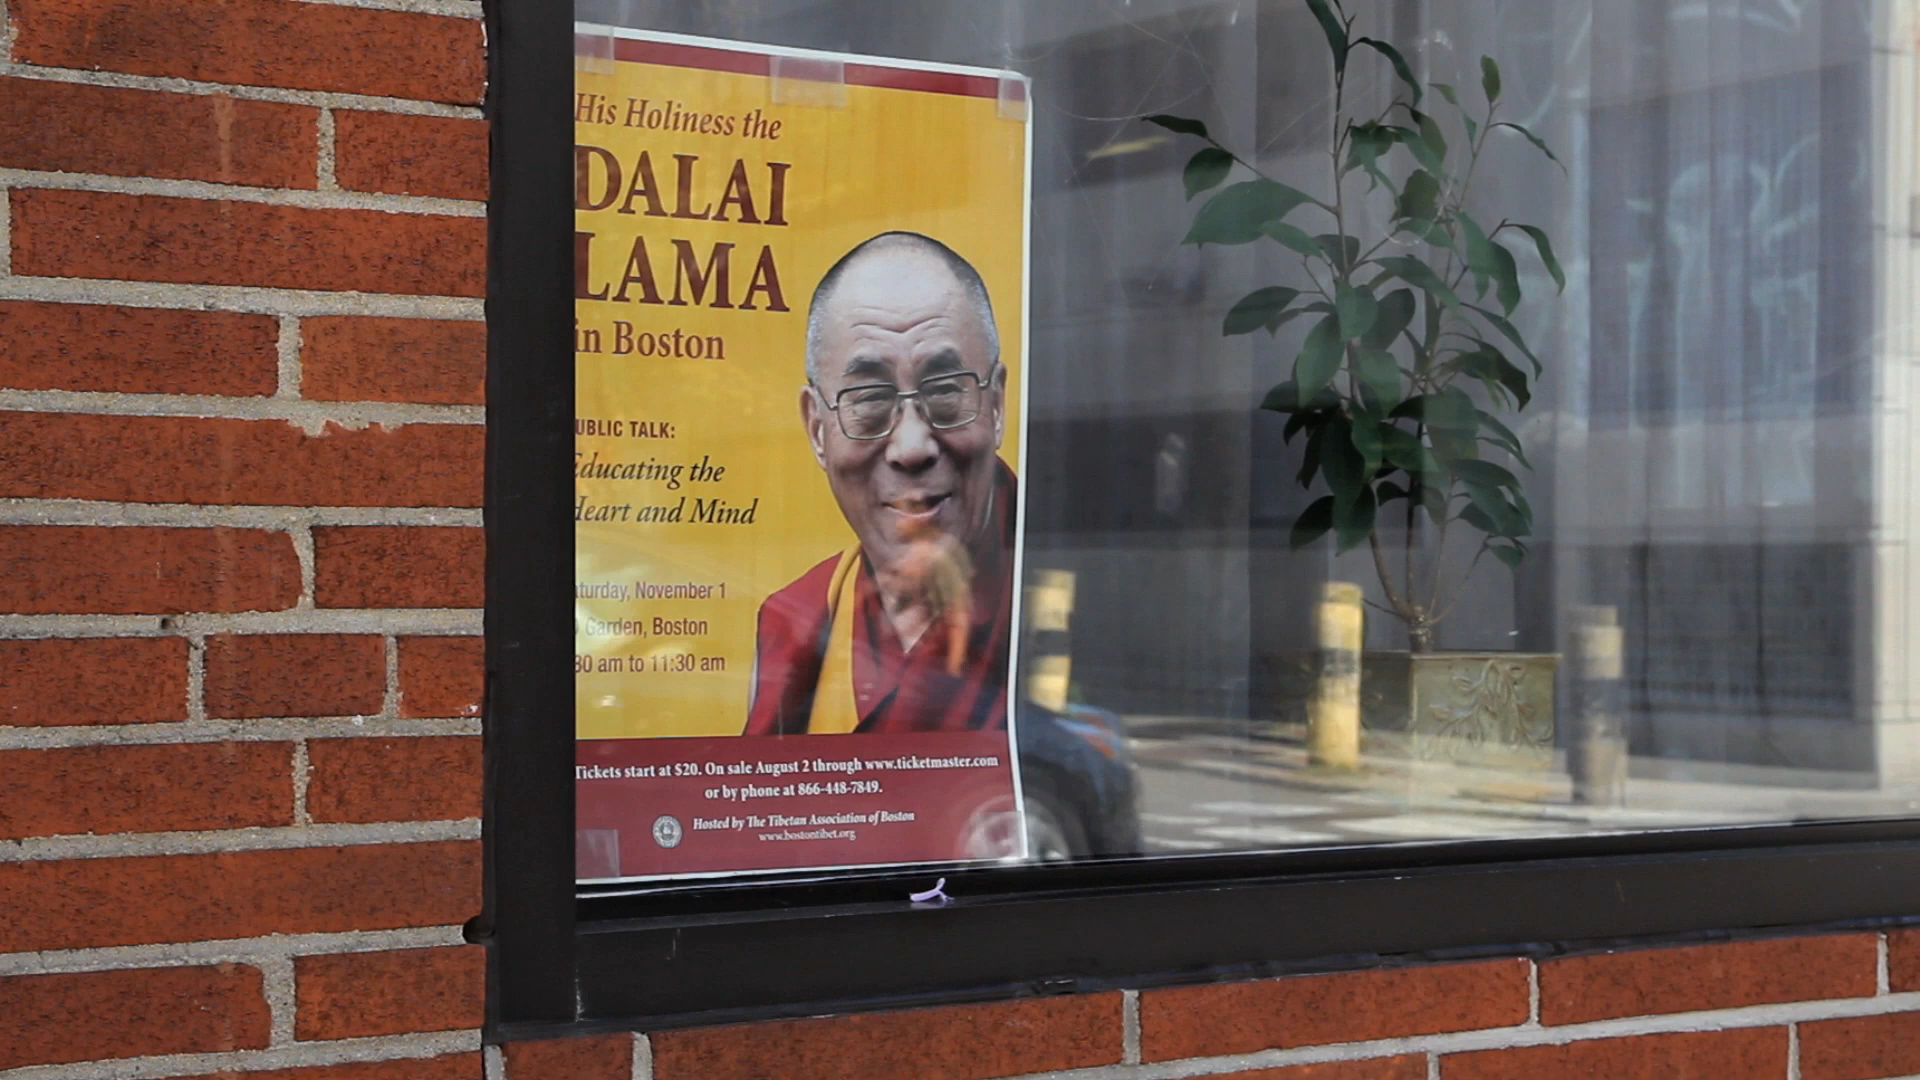 His Holiness the
DALAI
LAMA
in Boston
UBLIC TALK:
Educating the
Heart and Mind
aturday, November 1
Garden, Boston
30 am to 11:30 am
Tickets start at $20. On sale August 2 through www.ticketmaster.com
or by phone at 866-448-7849.
Hosted by The Tibetan Association of Boston
www.bostontibet.org